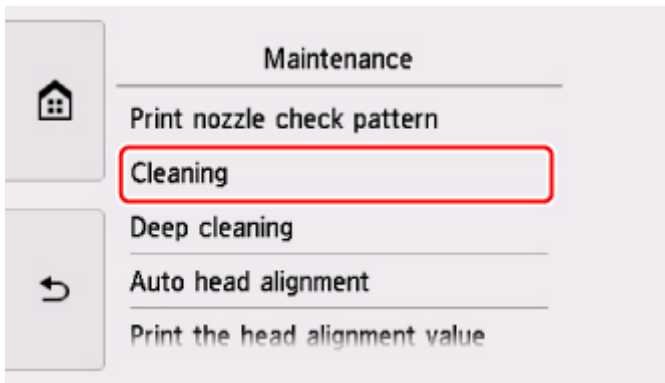 Maintenance
Print nozzle check pattern
Cleaning
Deep cleaning
Auto head alignment
Print the head alignment value